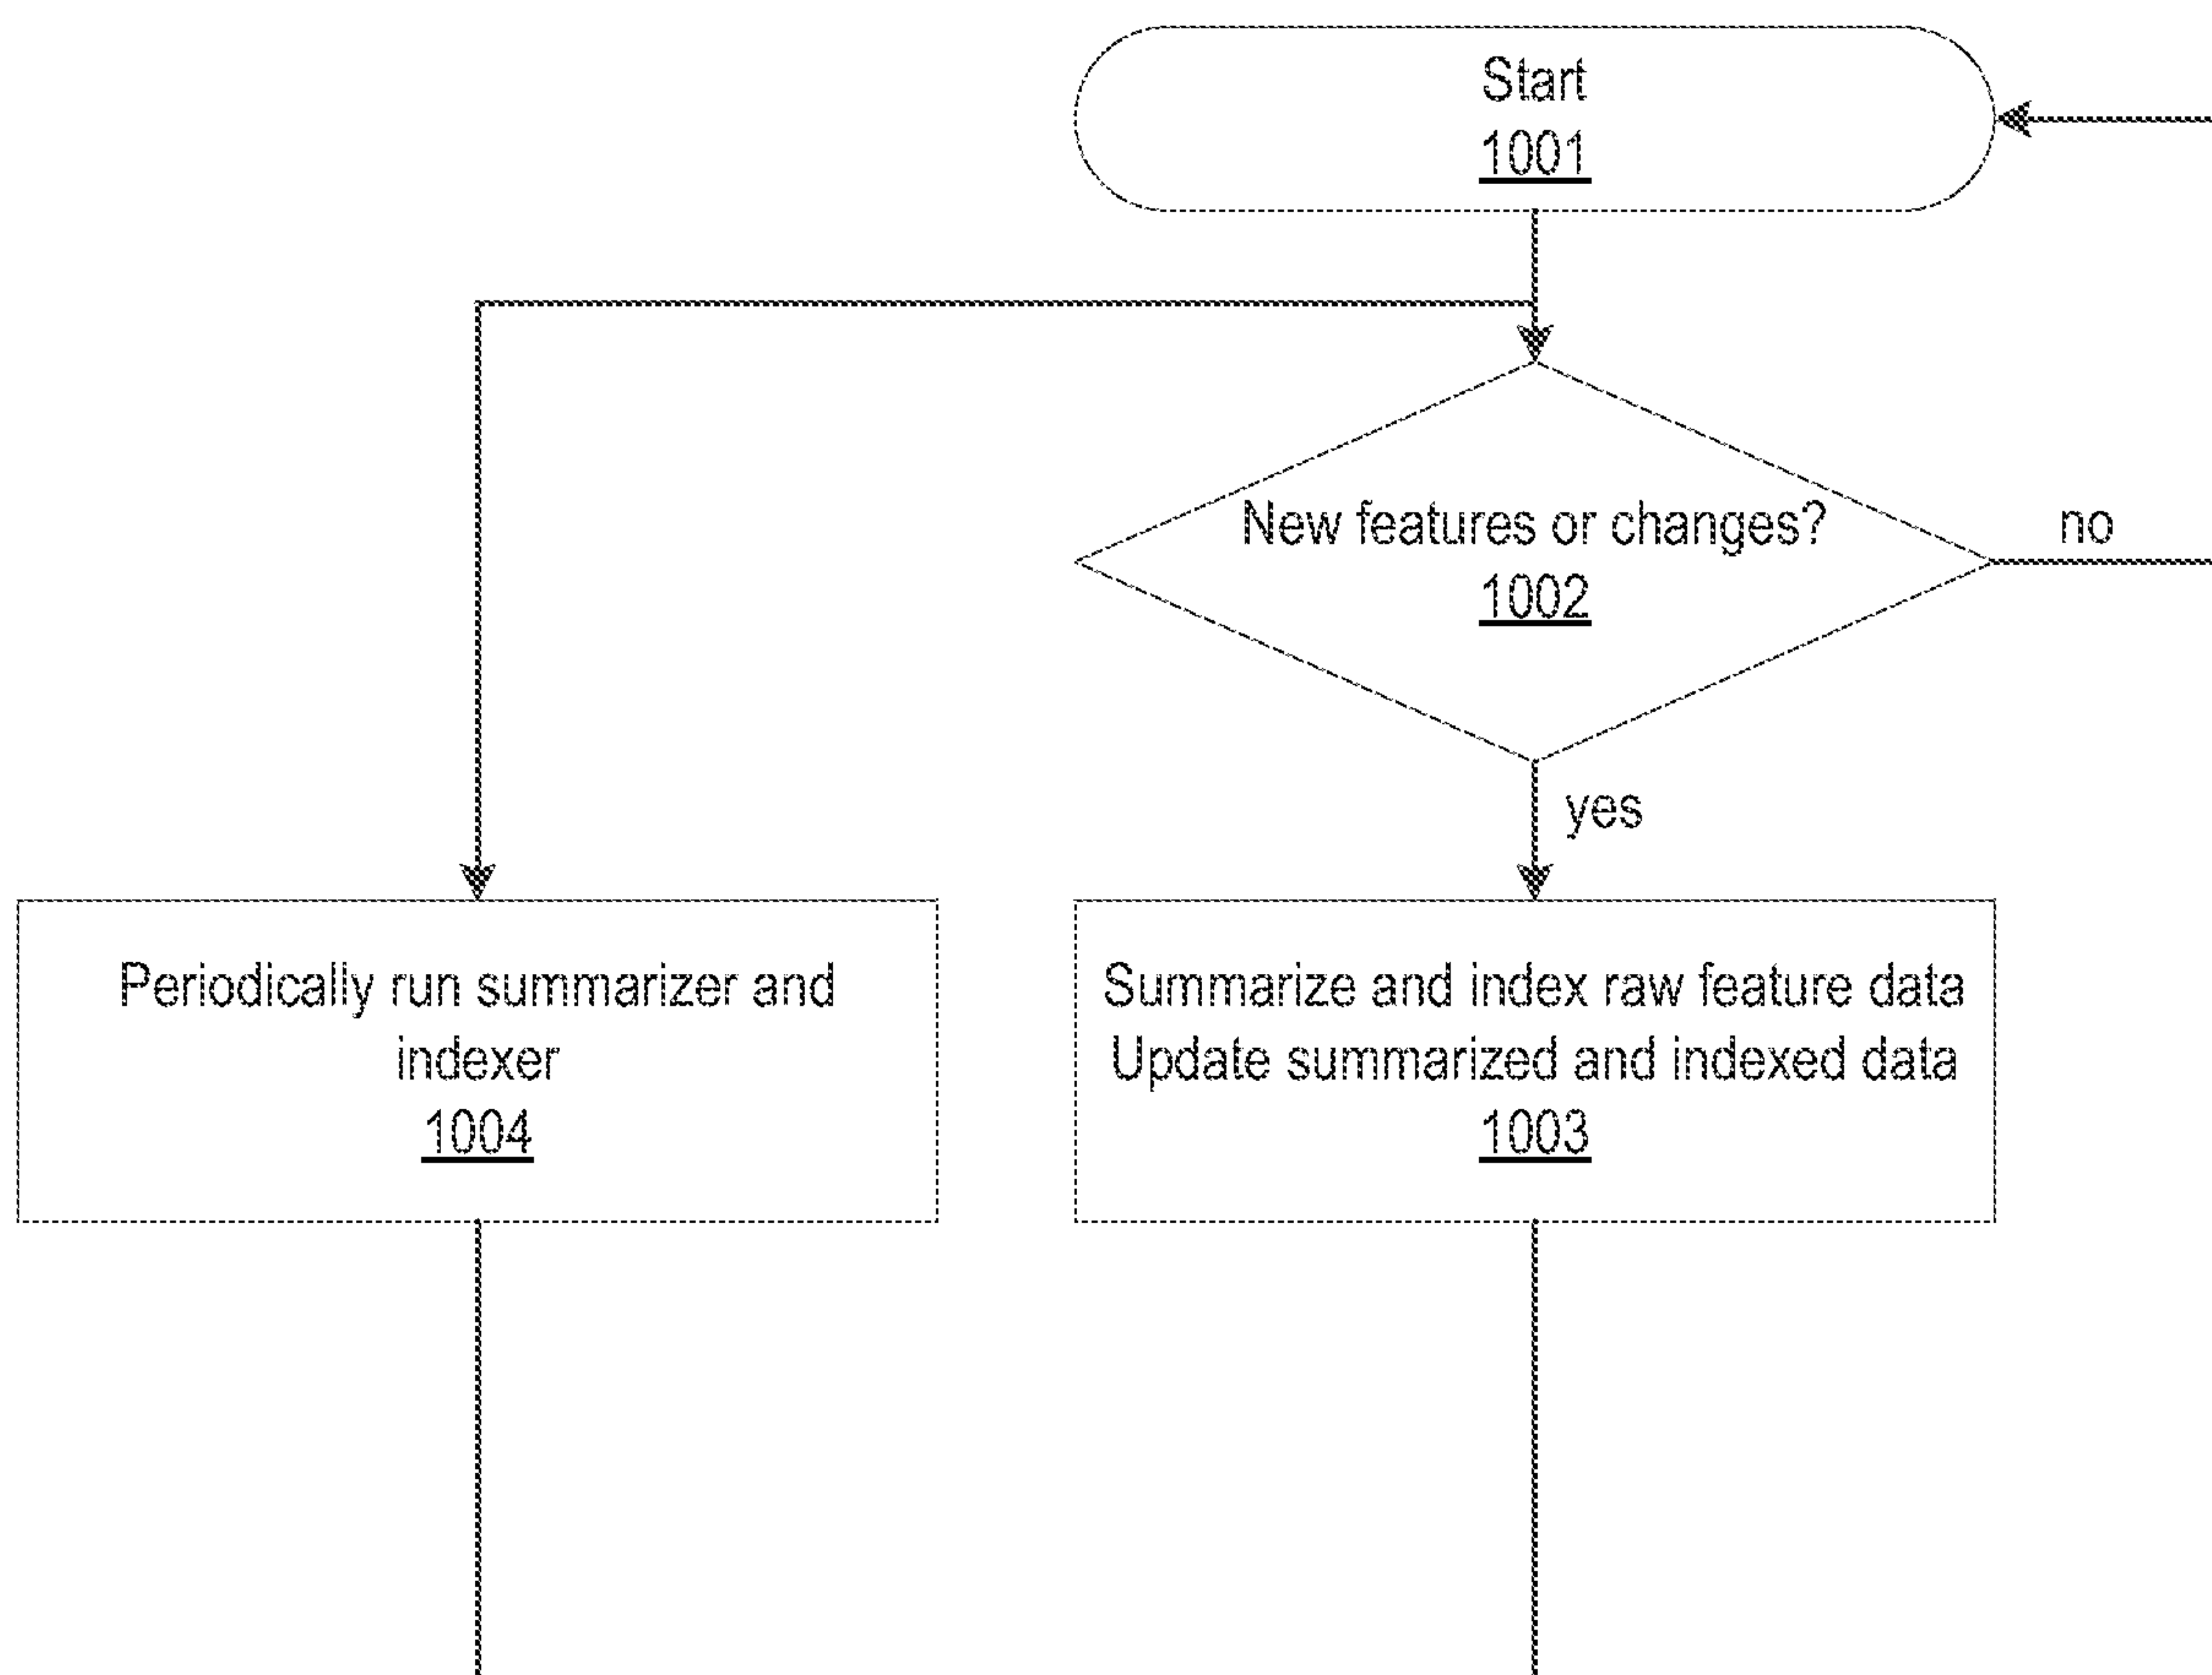 Start
1001
New features or changes?
1002
no
yes
Periodically run summarizer and
indexer
1004
Summarize and index raw feature data
Update summarized and indexed data
1003